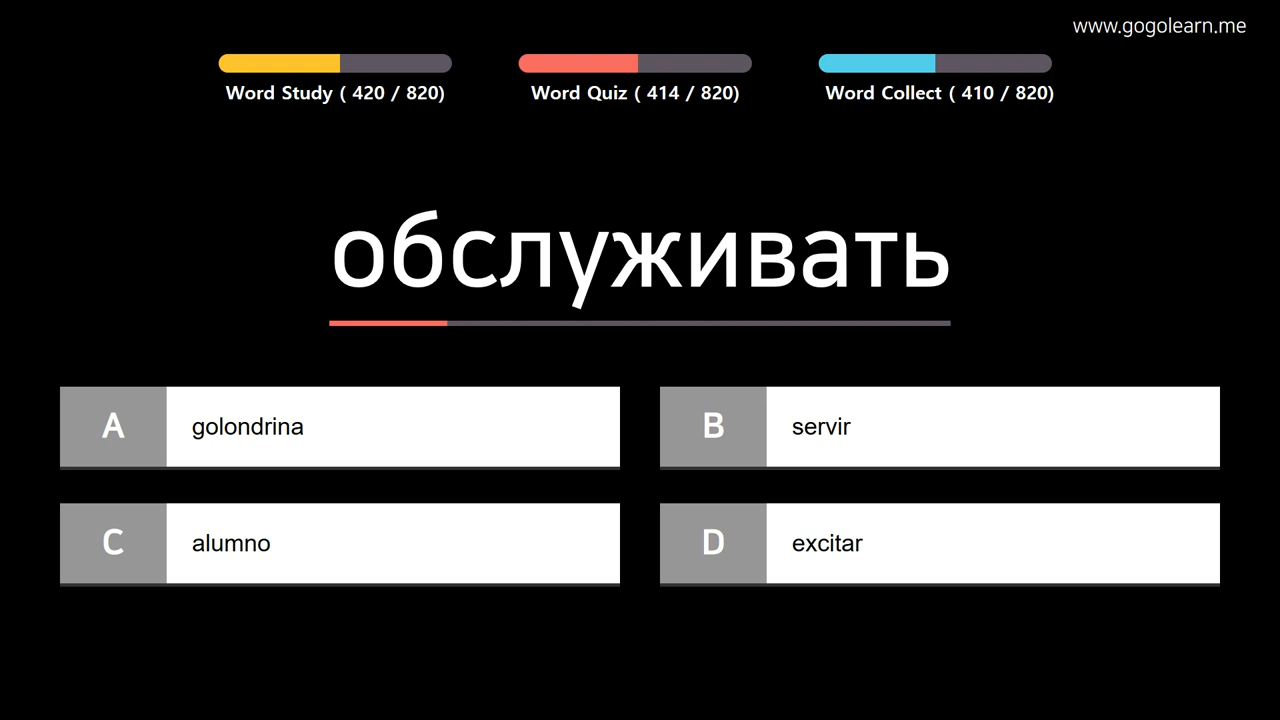 www.gogolearn.me
Word Study ( 420 / 820)
Word Quiz ( 414 / 820)
Word Collect ( 410 / 820)
обслуживать
A golondrina
B servir
C alumno
D excitar